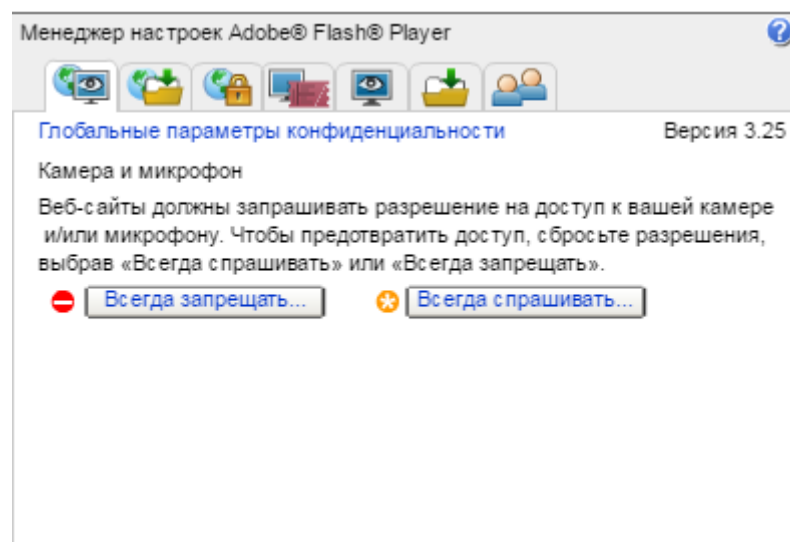 Менеджер настроек Adobe® Flash® Player
?
Глобальные параметры конфиденциальности Версия 3.25
Камера и микрофон
Веб-сайты должны запрашивать разрешение на доступ к вашей камере
и/или микрофону. Чтобы предотвратить доступ, сбросьте разрешения,
выбрав «Всегда спрашивать» или «Всегда запрещать».
Всегда запрещать... Всегда спрашивать...